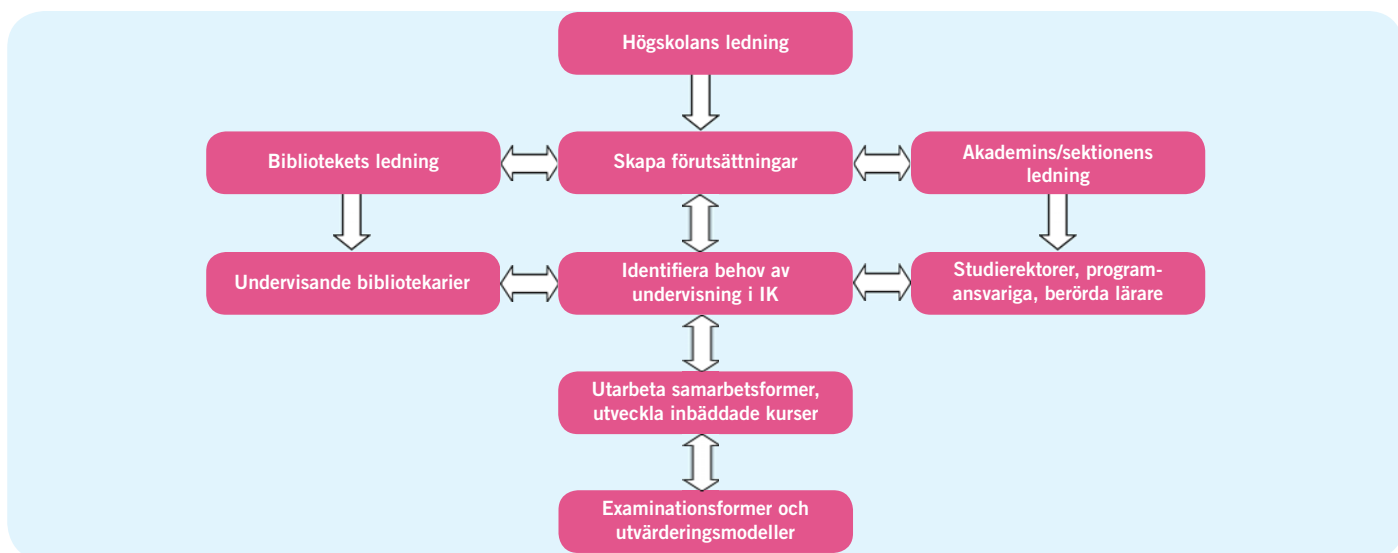 Högskolans ledning
Bibliotekets ledning
Skapa förutsättningar
Akademins/sektionens
ledning
Undervisande bibliotekarier
Identifiera behov av
undervisning i IK
Studierektorer, program-
ansvariga, berörda lärare
Utarbeta samarbetsformer,
utveckla inbäddade kurser
Examinationsformer och
utvärderingsmodeller